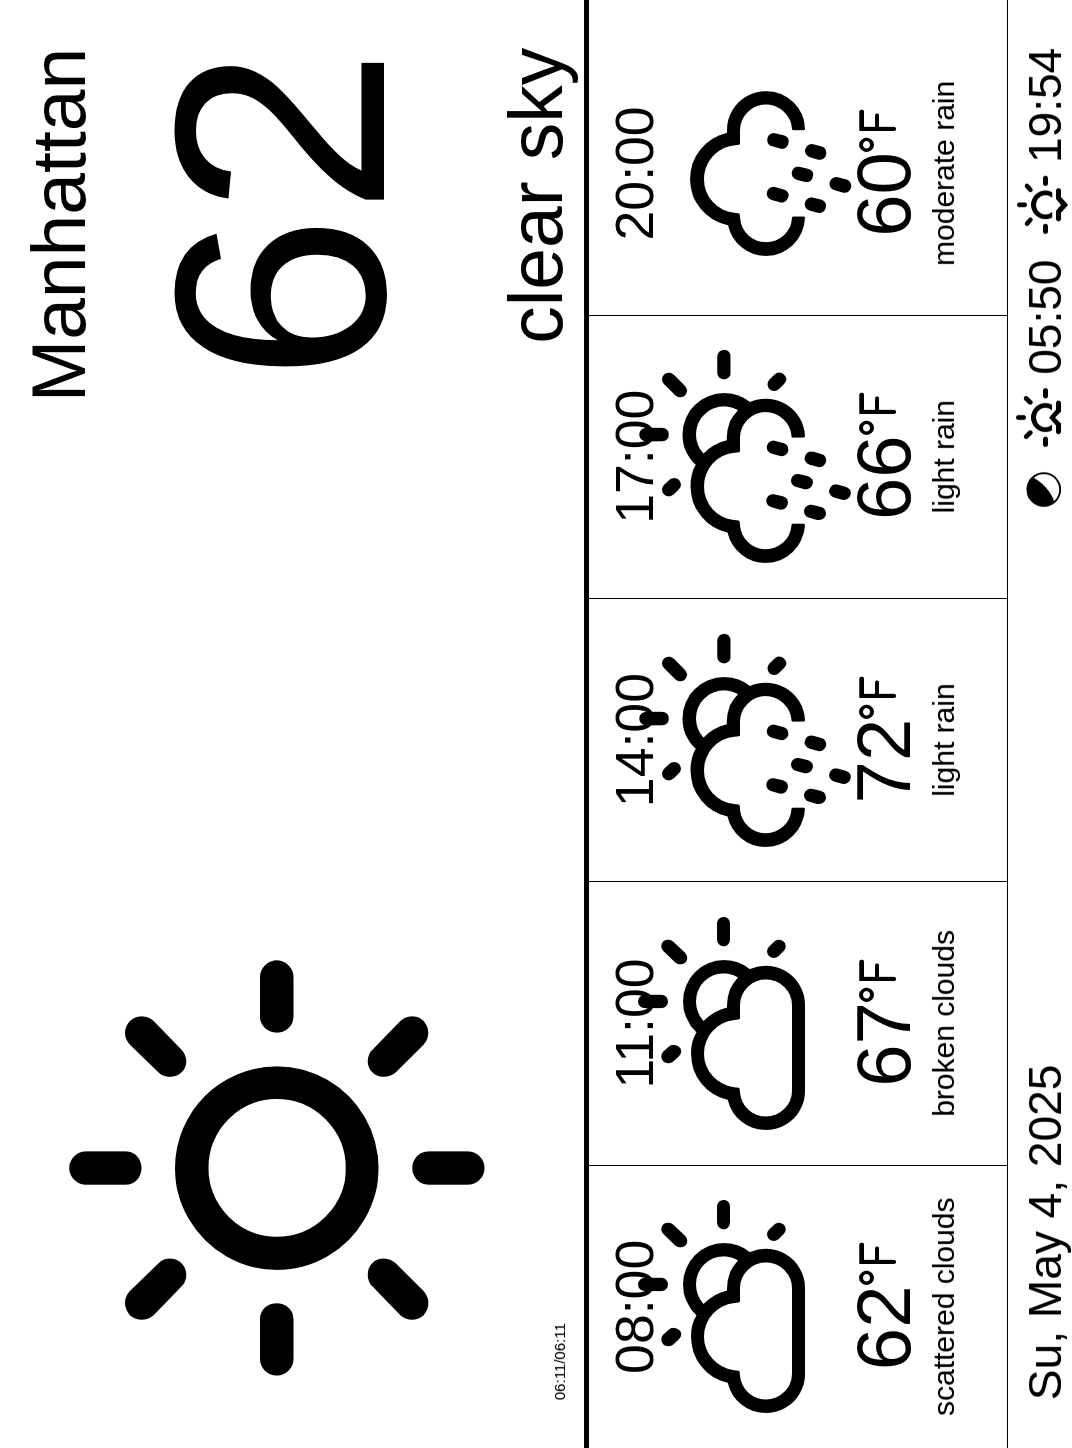 Manhattan
62
clear sky
06:11/06:11
08:00
62°F
scattered clouds
11:00
67°F
broken clouds
14:00
72°F
light rain
17:00
66°F
light rain
20:00
60°F
moderate rain
Su, May 4, 2025
05:50
19:54